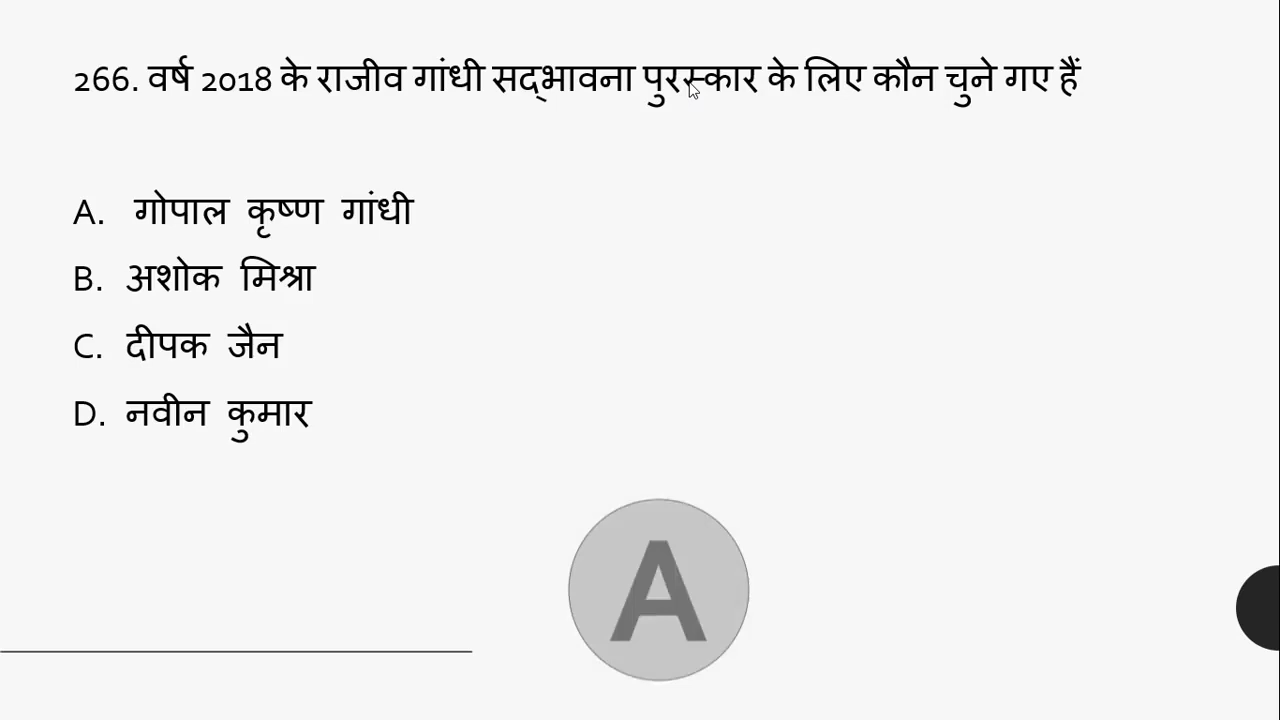 266. वर्ष 2018 के राजीव गांधी सद्भावना पुरस्कार के लिए कौन चुने गए हैं
A. गोपाल कृष्ण गांधी
B. अशोक मिश्रा
C. दीपक जैन
D. नवीन कुमार
A